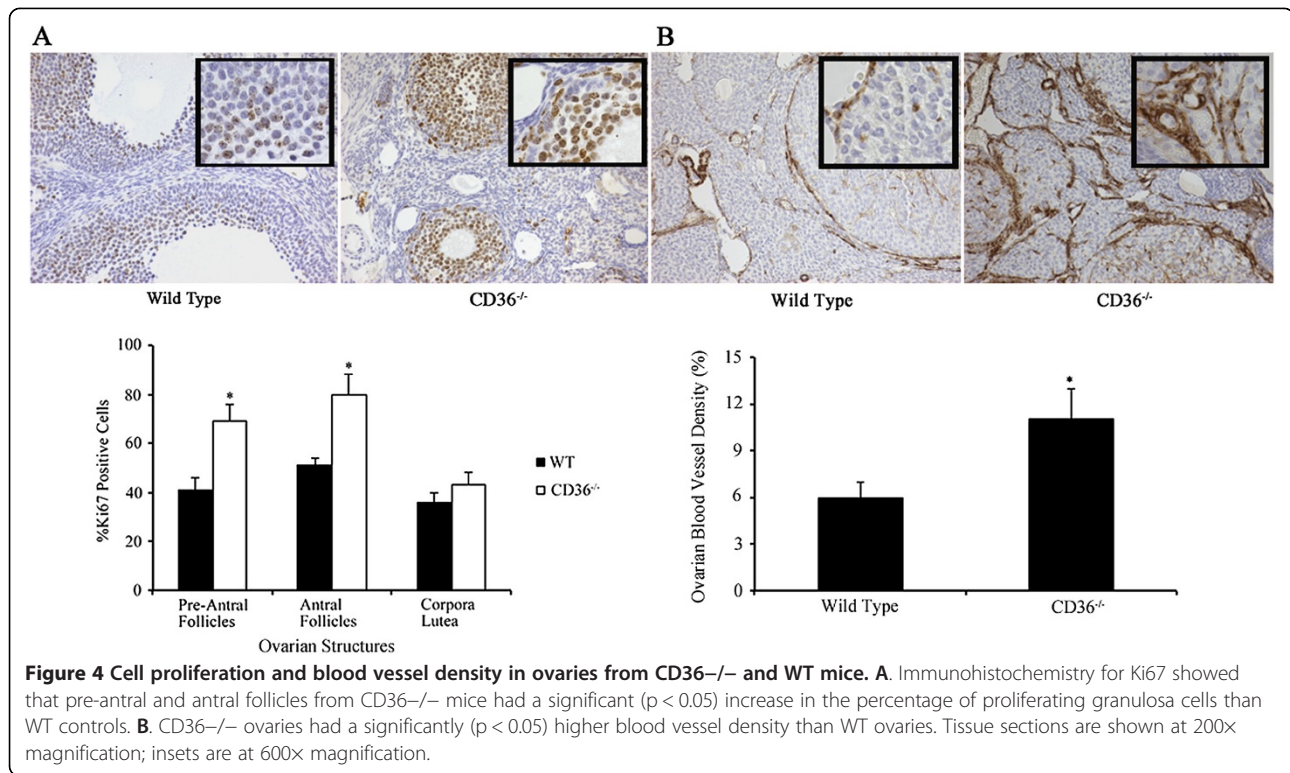 A
B
Wild Type
CD36-/-
Wild Type
CD36-/-
100
80
60
40
20
0
%Ki67 Positive Cells
*
*
WT
CD36-/-
Pre-Antral
Follicles
Antral
Follicles
Corpora
Lutea
Ovarian Structures
15
12
9
6
3
0
Ovarian Blood Vessel Density (%)
*
Wild Type
CD36-/-
Figure 4 Cell proliferation and blood vessel density in ovaries from CD36−/− and WT mice. A. Immunohistochemistry for Ki67 showed
that pre-antral and antral follicles from CD36−/− mice had a significant (p < 0.05) increase in the percentage of proliferating granulosa cells than
WT controls. B. CD36−/− ovaries had a significantly (p < 0.05) higher blood vessel density than WT ovaries. Tissue sections are shown at 200×
magnification; insets are at 600× magnification.